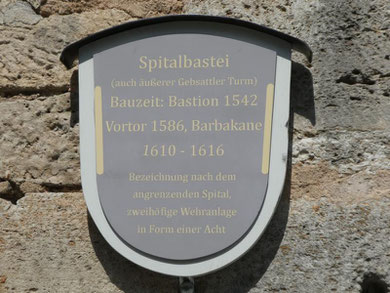 Spitalbastei
(auch äußerer Gebsattler Turm)
Bauzeit: Bastion 1542
Vortor 1586, Barbakane
1610 - 1616
Bezeichnung nach dem
angrenzenden Spital,
zweihöfige Wehranlage
in Form einer Acht